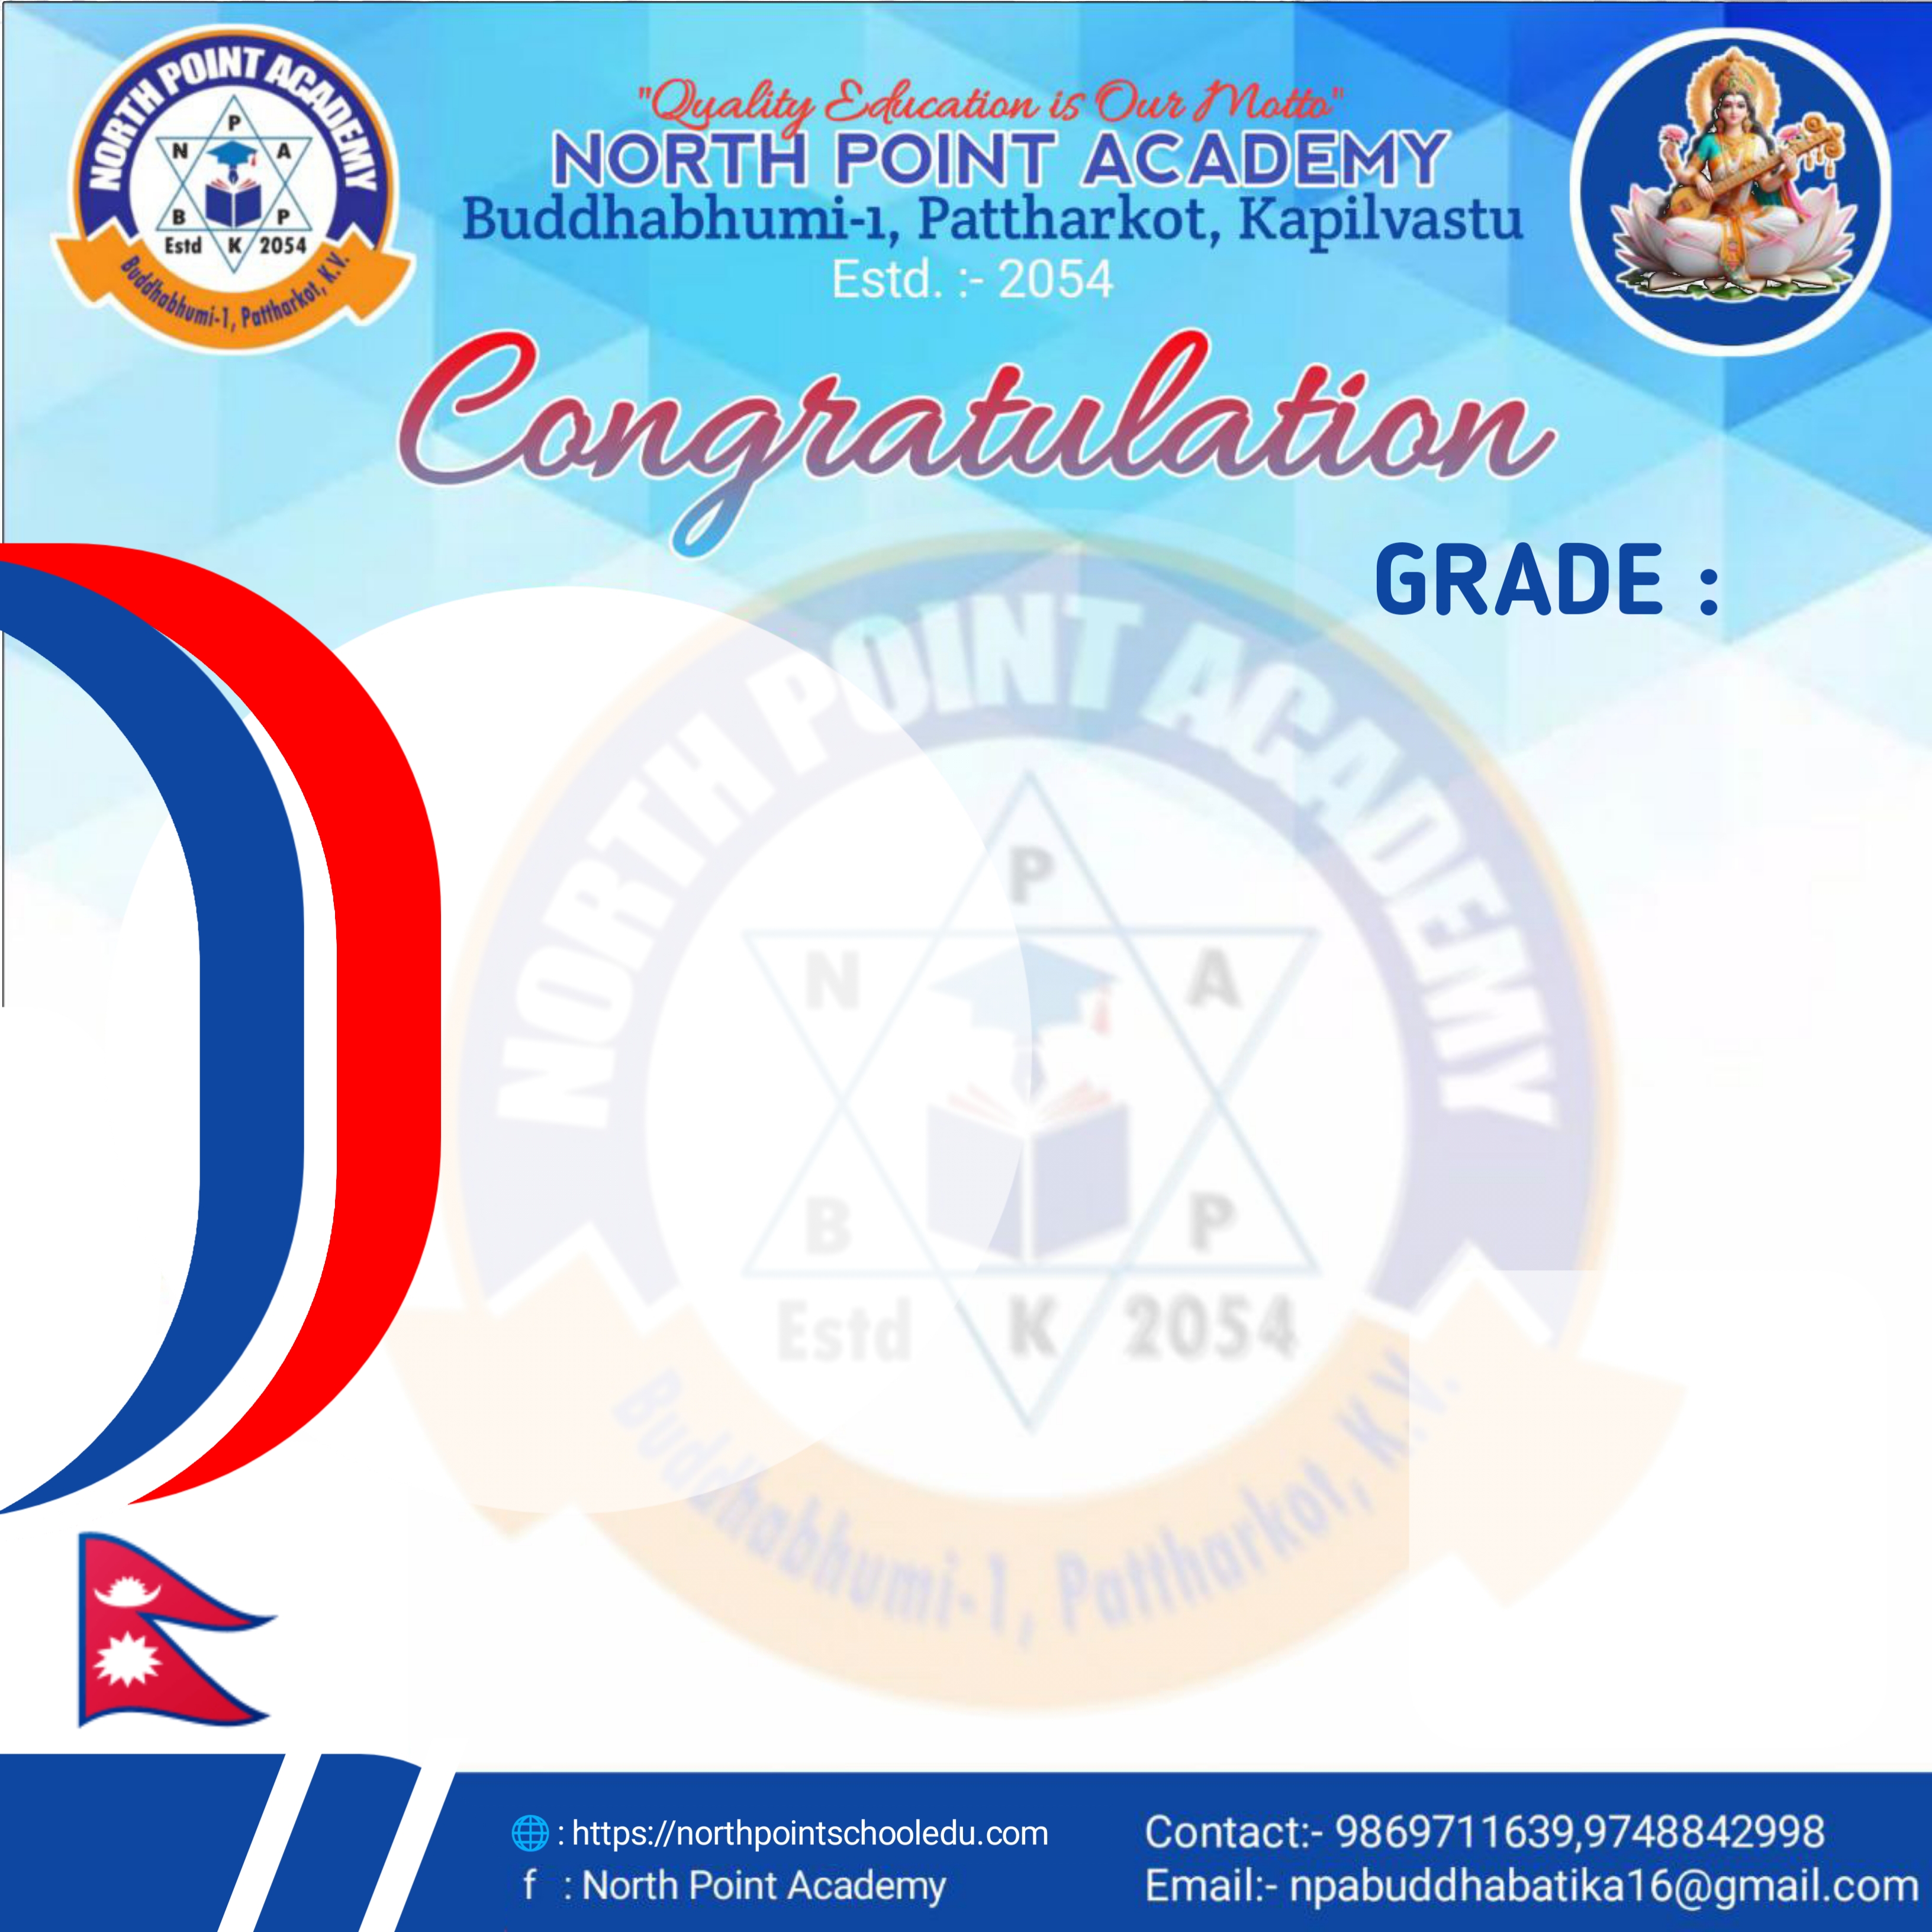 NORTH POINT ACADEMY
P
N A
B P
Estd K 2054
Buddhabhumi-1, Pattharkot, K.V.
"Quality Education is Our Motto"
NORTH POINT ACADEMY
Buddhabhumi-1, Pattharkot, Kapilvastu
Estd. :- 2054
Congratulation
GRADE :
NORTH POINT ACADEMY
P
N A
B P
Estd K 2054
Buddhabhumi-1, Pattharkot, K.V.
: https://northpointschooledu.com
f : North Point Academy
Contact:- 9869711639,9748842998
Email:- npabuddhabatika16@gmail.com